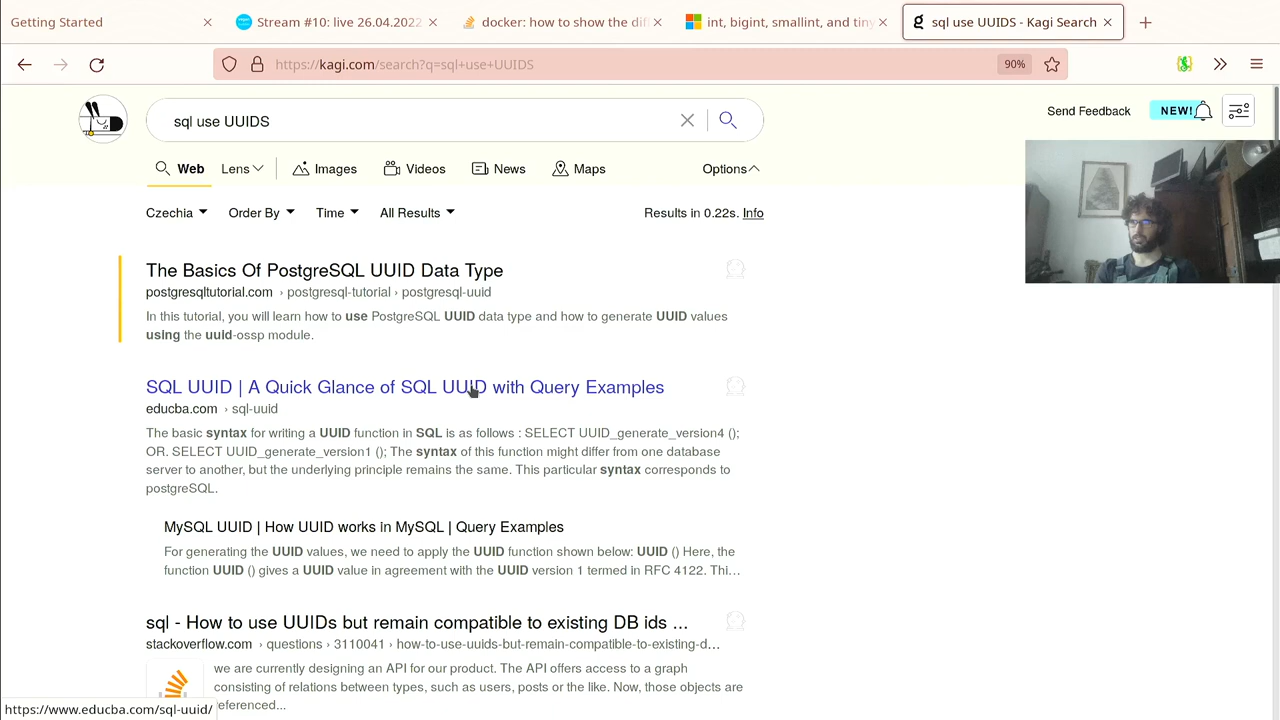 Getting Started
Stream #10: live 26.04.2022
docker: how to show the dif
int, bigint, smallint, and tiny
sql use UUIDS - Kagi Search
https://kagi.com/search?q=sql+use+UUIDS
90%
sql use UUIDS
Send Feedback
NEW!
Web
Lens
Images
Videos
News
Maps
Options
Czechia
Order By
Time
All Results
Results in 0.22s. Info
The Basics Of PostgreSQL UUID Data Type
postgresqltutorial.com › postgresql-tutorial › postgresql-uuid
In this tutorial, you will learn how to use PostgreSQL UUID data type and how to generate UUID values
using the uuid-ossp module.
SQL UUID | A Quick Glance of SQL UUID with Query Examples
educba.com › sql-uuid
The basic syntax for writing a UUID function in SQL is as follows : SELECT UUID_generate_version4 ();
OR. SELECT UUID_generate_version1 (); The syntax of this function might differ from one database
server to another, but the underlying principle remains the same. This particular syntax corresponds to
postgreSQL.
MySQL UUID | How UUID works in MySQL | Query Examples
For generating the UUID values, we need to apply the UUID function shown below: UUID () Here, the
function UUID () gives a UUID value in agreement with the UUID version 1 termed in RFC 4122. Thi…
sql - How to use UUIDs but remain compatible to existing DB ids ...
stackoverflow.com › questions › 3110041 › how-to-use-uuids-but-remain-compatible-to-existing-d…
we are currently designing an API for our product. The API offers access to a graph
consisting of relations between types, such as users, posts or the like. Now, those objects are
referenced...
https://www.educba.com/sql-uuid/